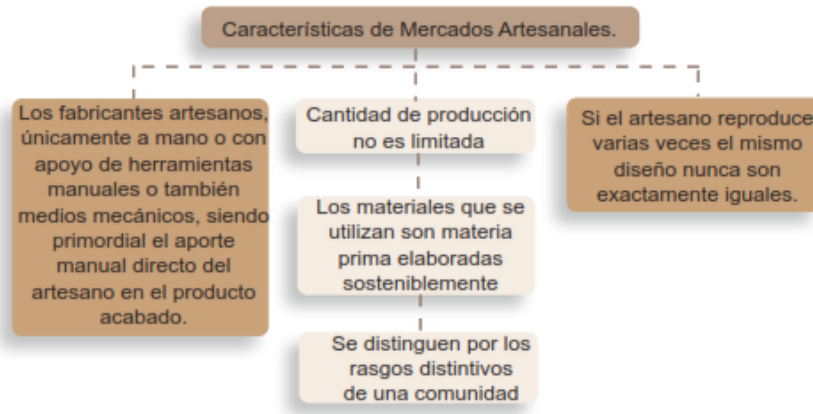 Características de Mercados Artesanales.
Los fabricantes artesanos,
únicamente a mano o con
apoyo de herramientas
manuales o también
medios mecánicos, siendo
primordial el aporte
manual directo del
artesano en el producto
acabado.
Cantidad de producción
no es limitada
Los materiales que se
utilizan son materia
prima elaboradas
sosteniblemente
Se distinguen por los
rasgos distintivos
de una comunidad
Si el artesano reproduce
varias veces el mismo
diseño nunca son
exactamente iguales.